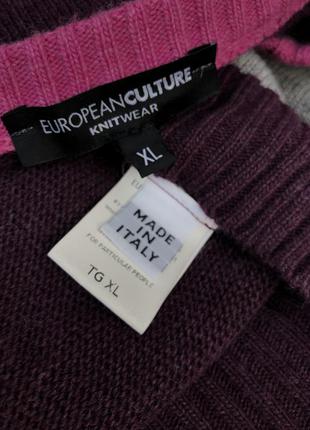 EUROPEANCULTURE
KNITWEAR
XL
MADE
IN
ITALY
FOR PARTICULAR PEOPLE
TG XL